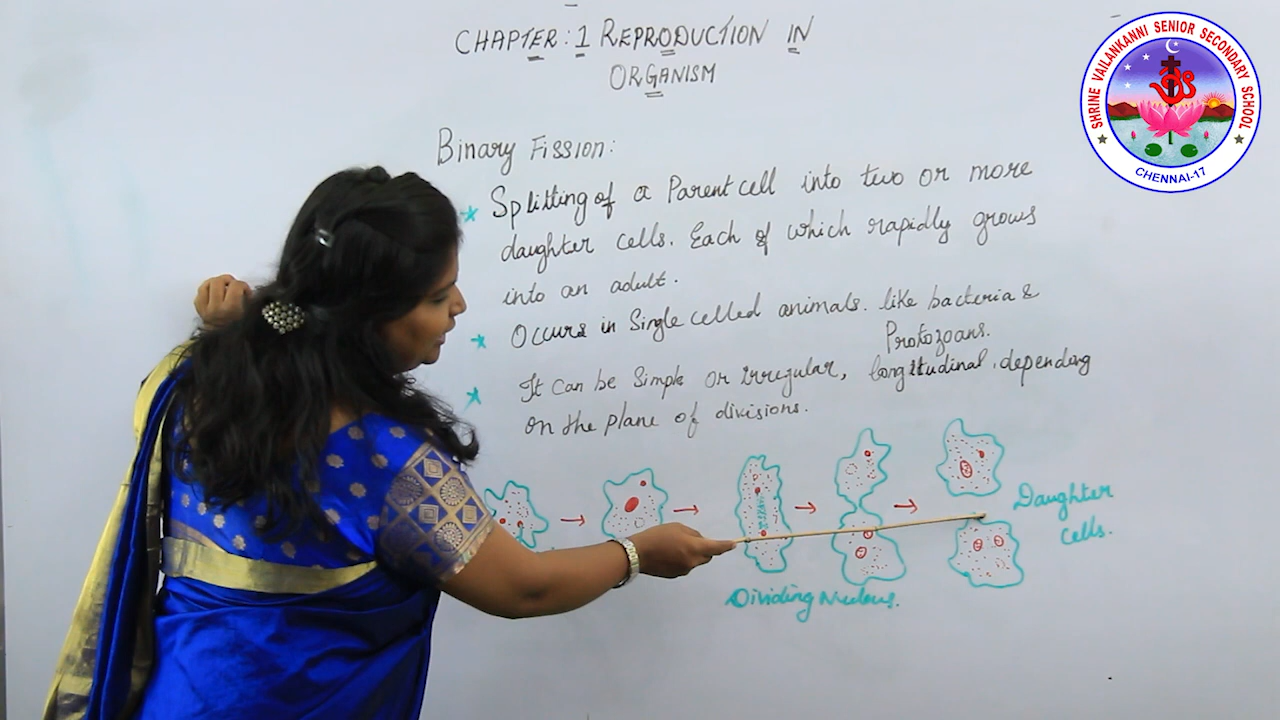 CHAPTER: 1 REPRODUCTION IN
ORGANISM
SHRINE VAILANKANNI SENIOR SECONDARY SCHOOL
CHENNAI-17
Binary Fission:
* Splitting of a Parent cell into two or more
daughter cells. Each of which rapidly grows
into an adult.
* Occurs in Single celled animals. like bacteria &
Protozoans.
* It can be Simple or irregular, longitudinal, depending
on the plane of divisions.
Daughter
cells.
Dividing Nucleus.